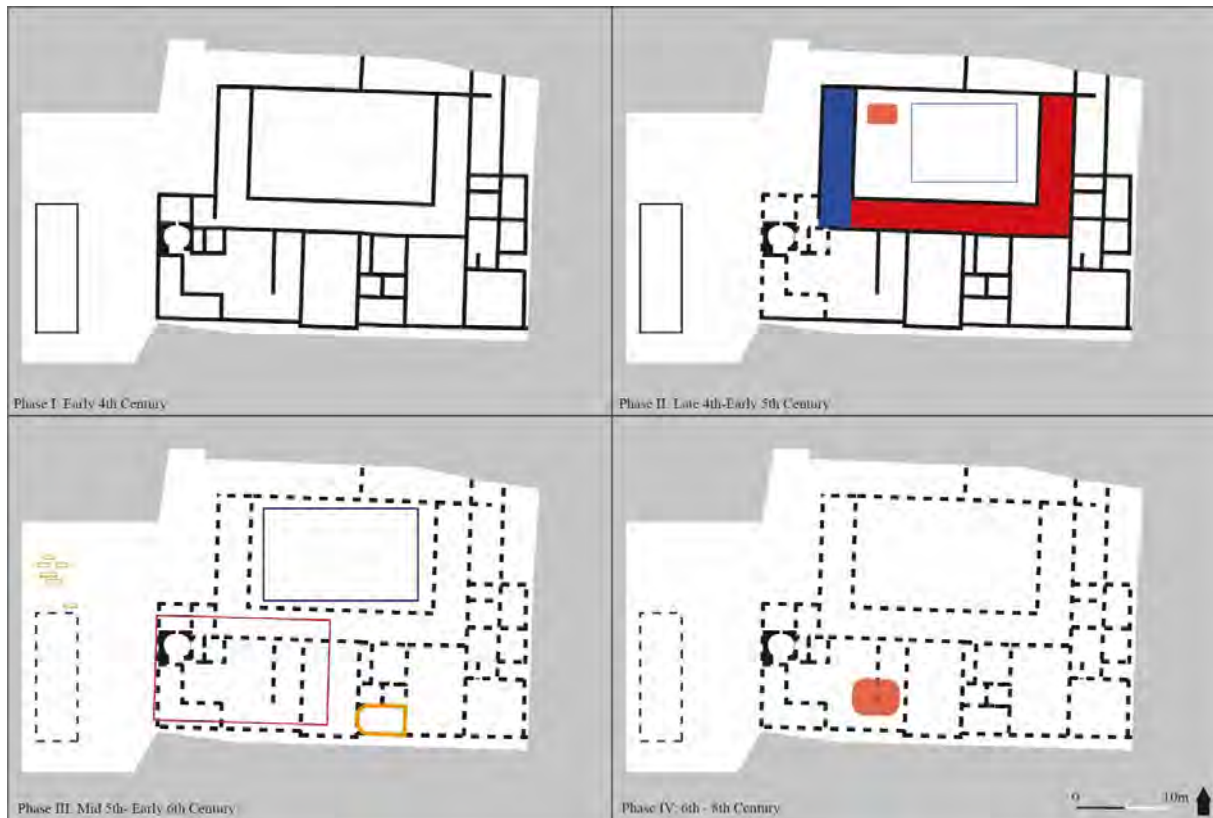 Phase I: Early 4th Century
Phase II: Late 4th-Early 5th Century
Phase III: Mid 5th- Early 6th Century
Phase IV: 6th - 8th Century
0 10m